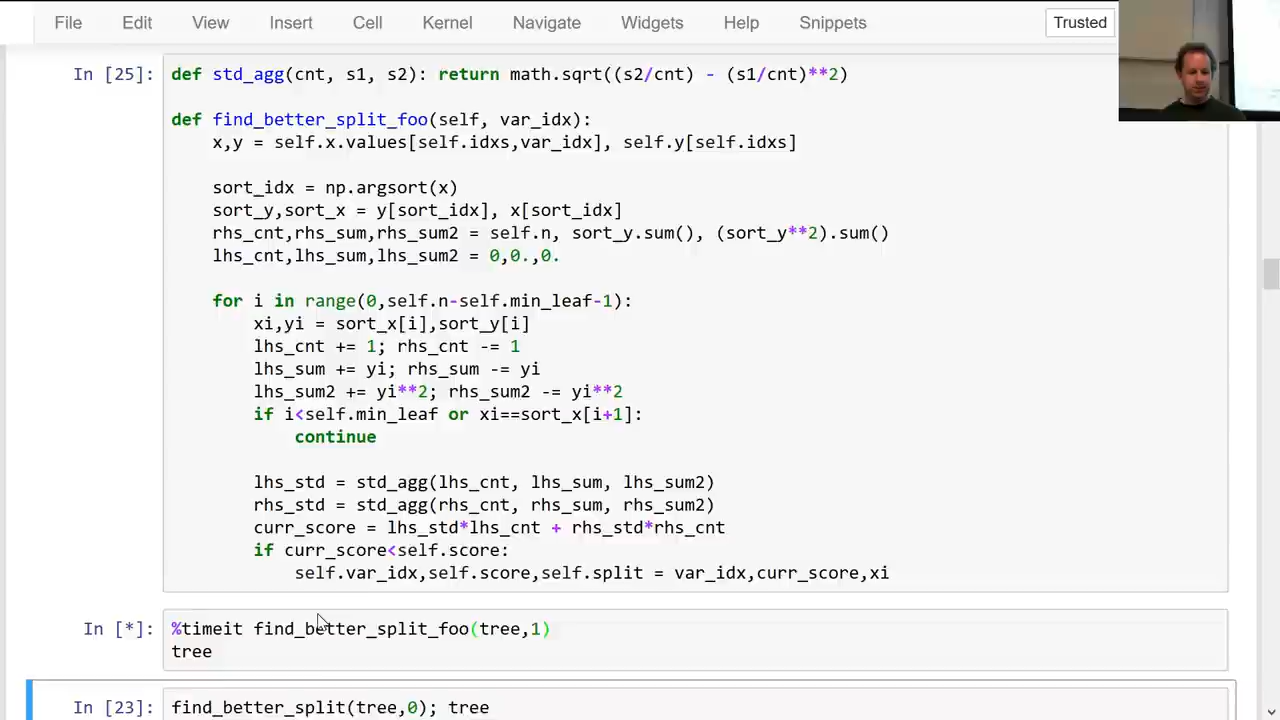 File Edit View Insert Cell Kernel Navigate Widgets Help Snippets Trusted
In [25]: def std_agg(cnt, s1, s2): return math.sqrt((s2/cnt) - (s1/cnt)**2)
def find_better_split_foo(self, var_idx):
    x,y = self.x.values[self.idxs,var_idx], self.y[self.idxs]
    sort_idx = np.argsort(x)
    sort_y,sort_x = y[sort_idx], x[sort_idx]
    rhs_cnt,rhs_sum,rhs_sum2 = self.n, sort_y.sum(), (sort_y**2).sum()
    lhs_cnt,lhs_sum,lhs_sum2 = 0,0.,0.
    for i in range(0,self.n-self.min_leaf-1):
        xi,yi = sort_x[i],sort_y[i]
        lhs_cnt += 1; rhs_cnt -= 1
        lhs_sum += yi; rhs_sum -= yi
        lhs_sum2 += yi**2; rhs_sum2 -= yi**2
        if i<self.min_leaf or xi==sort_x[i+1]:
            continue
        lhs_std = std_agg(lhs_cnt, lhs_sum, lhs_sum2)
        rhs_std = std_agg(rhs_cnt, rhs_sum, rhs_sum2)
        curr_score = lhs_std*lhs_cnt + rhs_std*rhs_cnt
        if curr_score<self.score:
            self.var_idx,self.score,self.split = var_idx,curr_score,xi
In [*]: %timeit find_better_split_foo(tree,1)
tree
In [23]: find_better_split(tree,0); tree